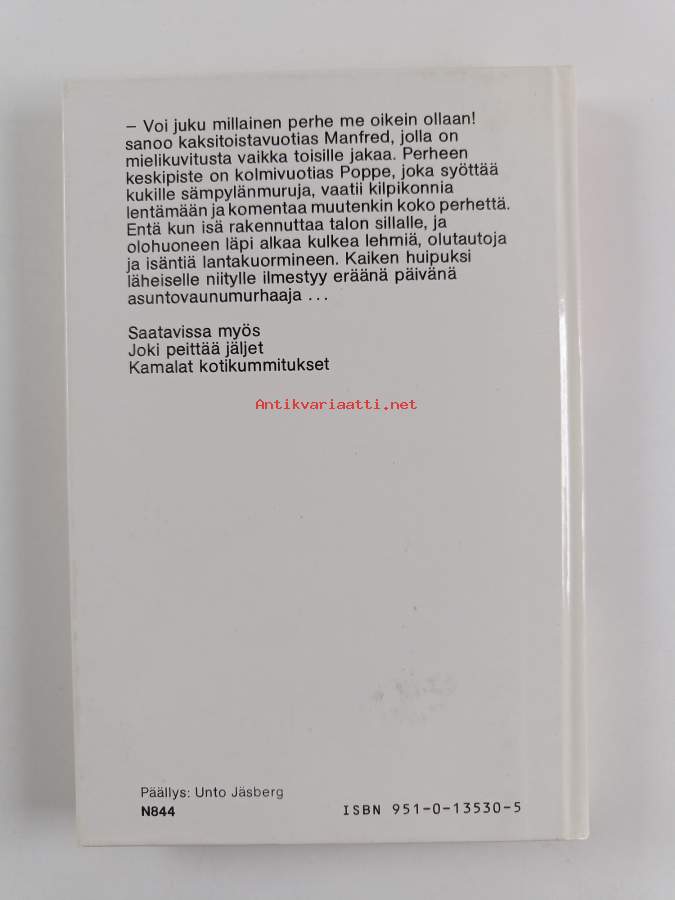 – Voi juku millainen perhe me oikein ollaan!
sanoo kaksitoistavuotias Manfred, jolla on
mielikuvitusta vaikka toisille jakaa. Perheen
keskipiste on kolmivuotias Poppe, joka syöttää
kukille sämpylänmuruja, vaatii kilpikonnia
lentämään ja komentaa muutenkin koko perhettä.
Entä kun isä rakennuttaa talon sillalle, ja
olohuoneen läpi alkaa kulkea lehmiä, olutautoja
ja isäntiä lantakuormineen. Kaiken huipuksi
läheiselle niitylle ilmestyy eräänä päivänä
asuntovaunumurhaaja ...
Saatavissa myös
Joki peittää jäljet
Kamalat kotikummitukset
Antikvariaatti.net
Päällys: Unto Jäsberg
N844
ISBN 951-0-13530-5